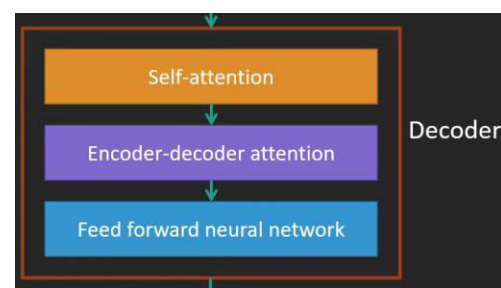 Self-attention
Encoder-decoder attention
Decoder
Feed forward neural network